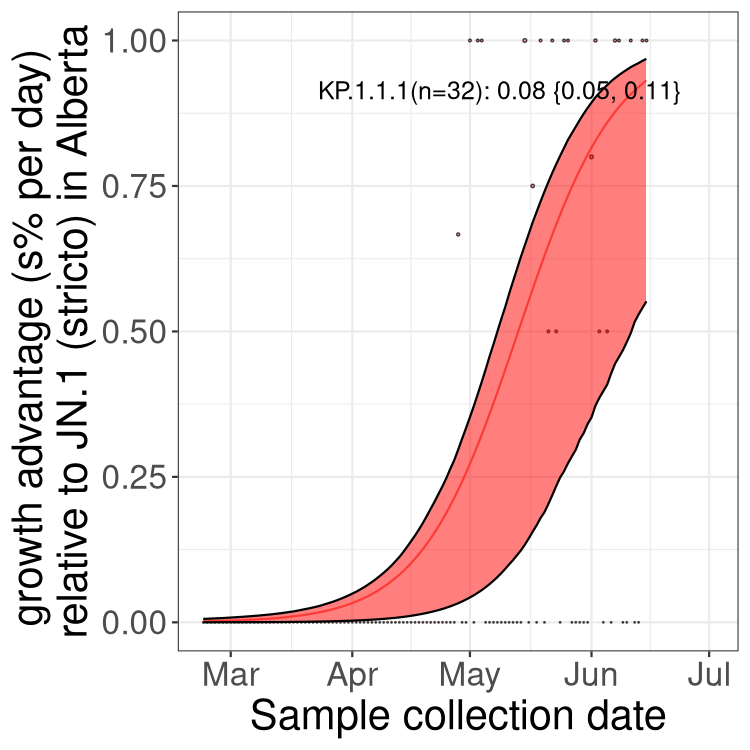 growth advantage (s% per day)
relative to JN.1 (stricto) in Alberta
1.00
0.75
0.50
0.25
0.00
KP.1.1.1(n=32): 0.08 {0.05, 0.11}
Mar Apr May Jun Jul
Sample collection date